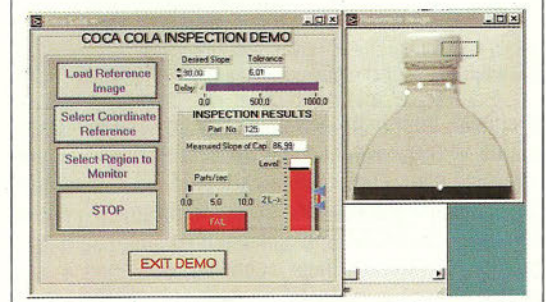 COCA COLA INSPECTION DEMO
Desired Slope
Tolerance
90.00
6.01
Load Reference
Image
Delay
0.0 500.0 1000.0
Select Coordinate
Reference
INSPECTION RESULTS
Part No. 125
Measured Slope of Cap 86.99
Select Region to
Monitor
Level
Parts/sec
0.0 5.0 10.0
STOP
FAIL
EXIT DEMO
Reference Image